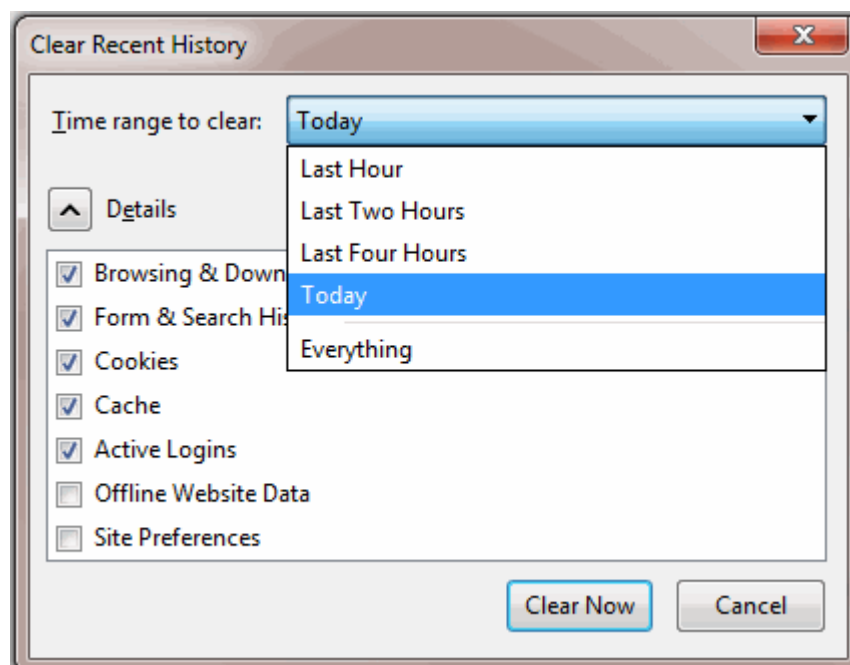 Clear Recent History
Time range to clear: Today
Last Hour
Last Two Hours
Last Four Hours
Today
Everything
Details
Browsing & Down
Form & Search His
Cookies
Cache
Active Logins
Offline Website Data
Site Preferences
Clear Now Cancel